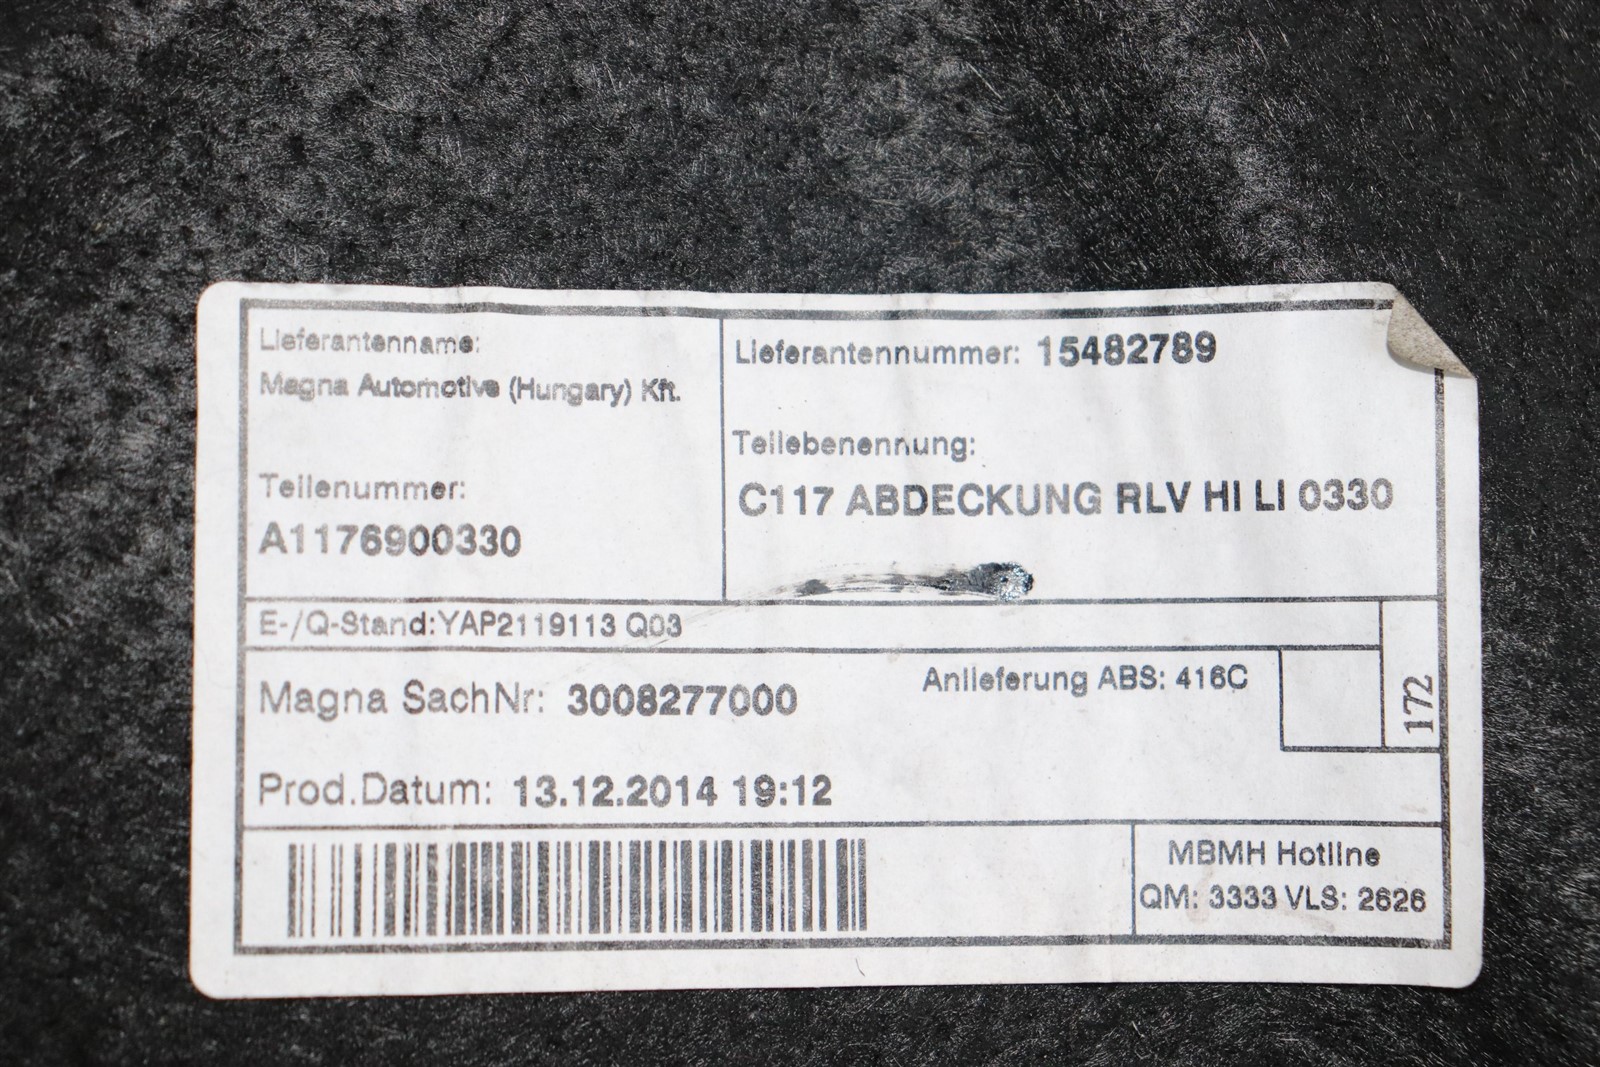 Lieferantenname:
Magna Automotive (Hungary) Kft.
Teilenummer:
A1176900330
Lieferantennummer: 15482789
Teilebenennung:
C117 ABDECKUNG RLV HI LI 0330
E-/Q-Stand:YAP2119113 Q03
172
Magna SachNr: 3008277000
Anlieferung ABS: 416C
Prod.Datum: 13.12.2014 19:12
MBMH Hotline
QM: 3333 VLS: 2626